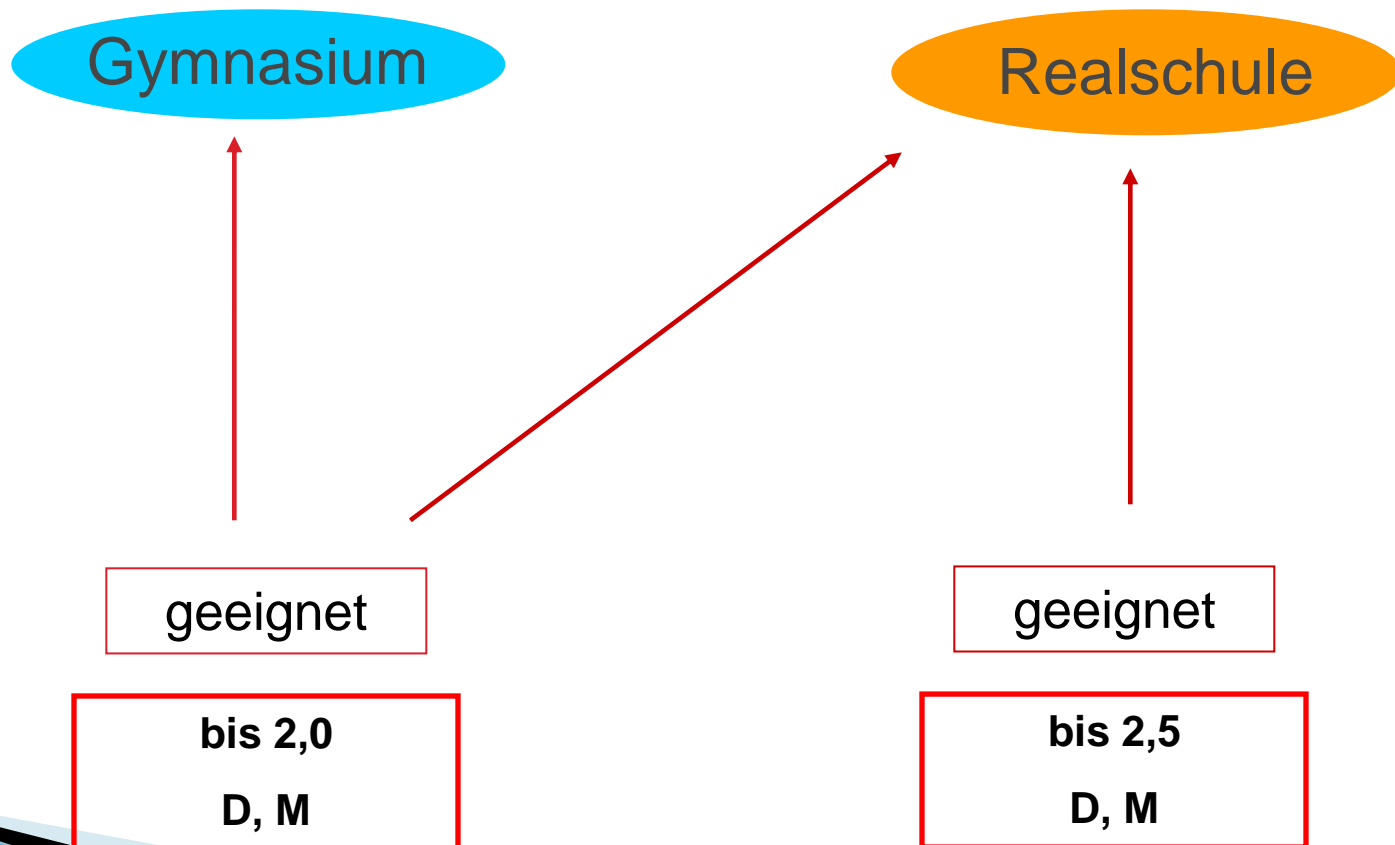 Gymnasium
Realschule
geeignet
geeignet
bis 2,0
D, M
bis 2,5
D, M